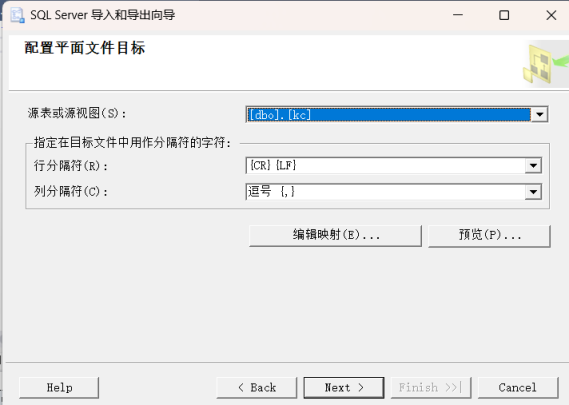 SQL Server 导入和导出向导
配置平面文件目标
源表或源视图(S): [dbo].[kc]
指定在目标文件中用作分隔符的字符:
行分隔符(R): {CR}{LF}
列分隔符(C): 逗号 {,}
编辑映射(E)... 预览(P)...
Help < Back Next > Finish >>| Cancel